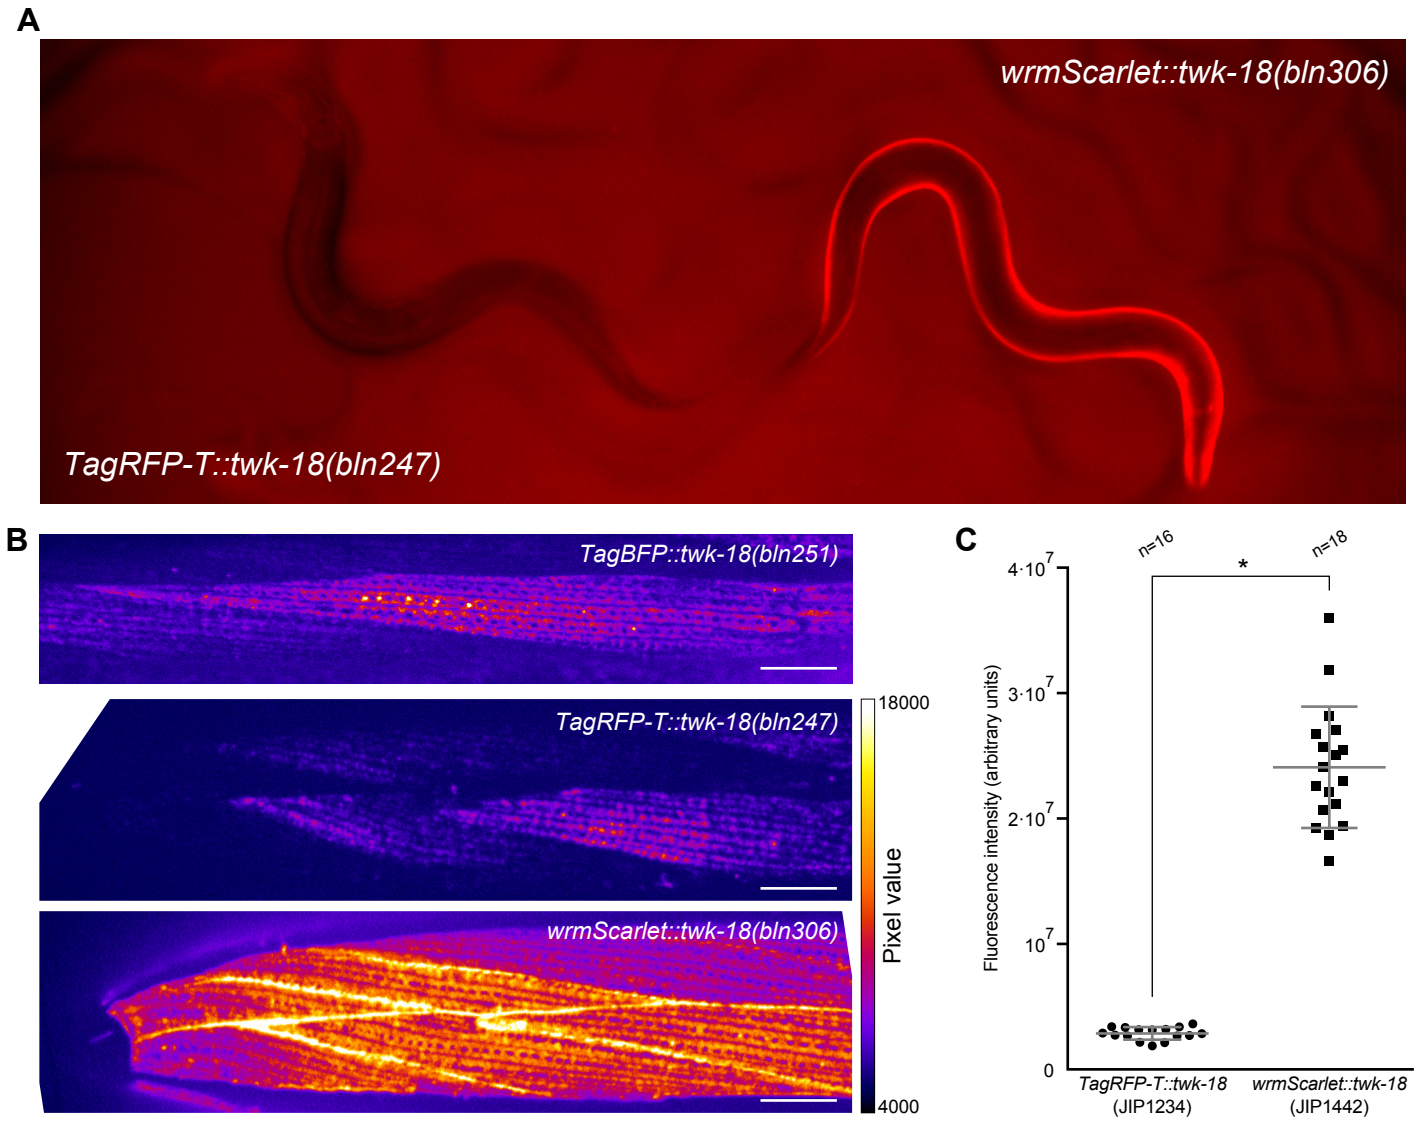 A
wrmScarlet::twk-18(bln306)
TagRFP-T::twk-18(bln247)
B
TagBFP::twk-18(bln251)
TagRFP-T::twk-18(bln247)
wrmScarlet::twk-18(bln306)
18000
Pixel value
4000
C
n=16
n=18
*
4·10⁷
3·10⁷
2·10⁷
10⁷
0
Fluorescence intensity (arbitrary units)
TagRFP-T::twk-18
(JIP1234)
wrmScarlet::twk-18
(JIP1442)